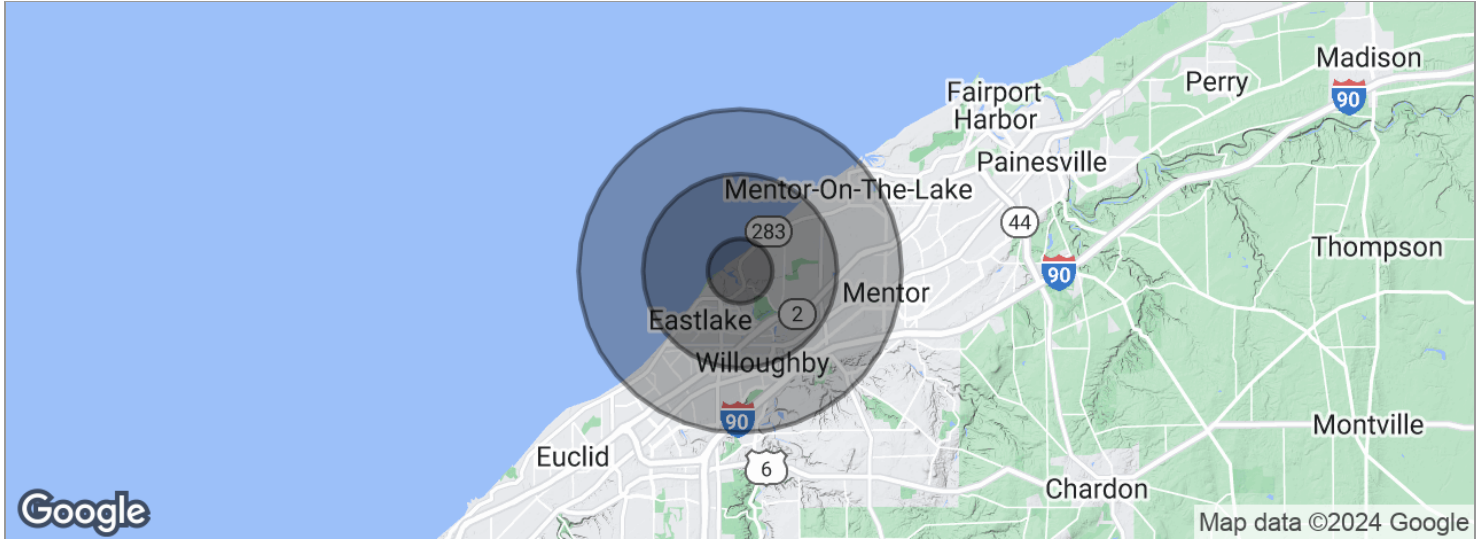 Madison
Perry
90
Fairport
Harbor
Painesville
Mentor-On-The-Lake
44
283
Thompson
90
Mentor
2
Eastlake
Willoughby
90
Montville
Euclid
6
Chardon
Google
Map data ©2024 Google